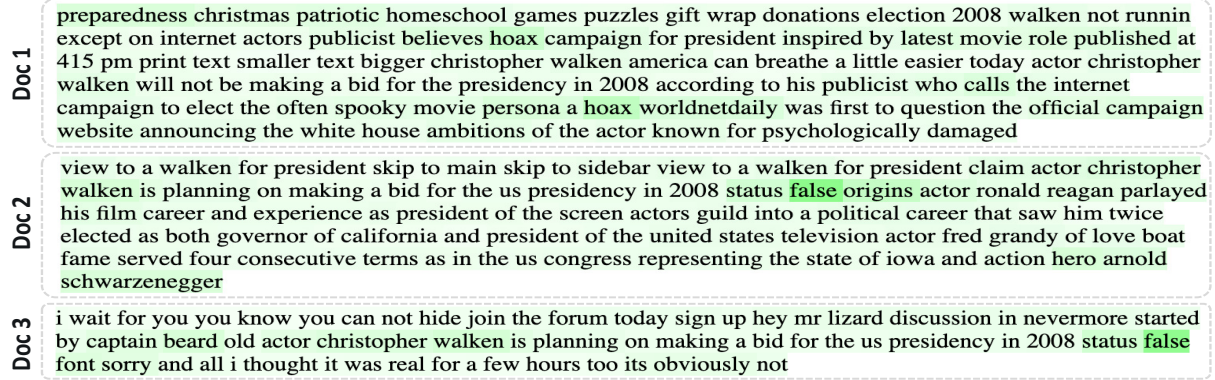 Doc 1
preparedness christmas patriotic homeschool games puzzles gift wrap donations election 2008 walken not runnin
except on internet actors publicist believes hoax campaign for president inspired by latest movie role published at
415 pm print text smaller text bigger christopher walken america can breathe a little easier today actor christopher
walken will not be making a bid for the presidency in 2008 according to his publicist who calls the internet
campaign to elect the often spooky movie persona a hoax worldnetdaily was first to question the official campaign
website announcing the white house ambitions of the actor known for psychologically damaged
Doc 2
view to a walken for president skip to main skip to sidebar view to a walken for president claim actor christopher
walken is planning on making a bid for the us presidency in 2008 status false origins actor ronald reagan parlayed
his film career and experience as president of the screen actors guild into a political career that saw him twice
elected as both governor of california and president of the united states television actor fred grandy of love boat
fame served four consecutive terms as in the us congress representing the state of iowa and action hero arnold
schwarzenegger
Doc 3
i wait for you you know you can not hide join the forum today sign up hey mr lizard discussion in nevermore started
by captain beard old actor christopher walken is planning on making a bid for the us presidency in 2008 status false
font sorry and all i thought it was real for a few hours too its obviously not